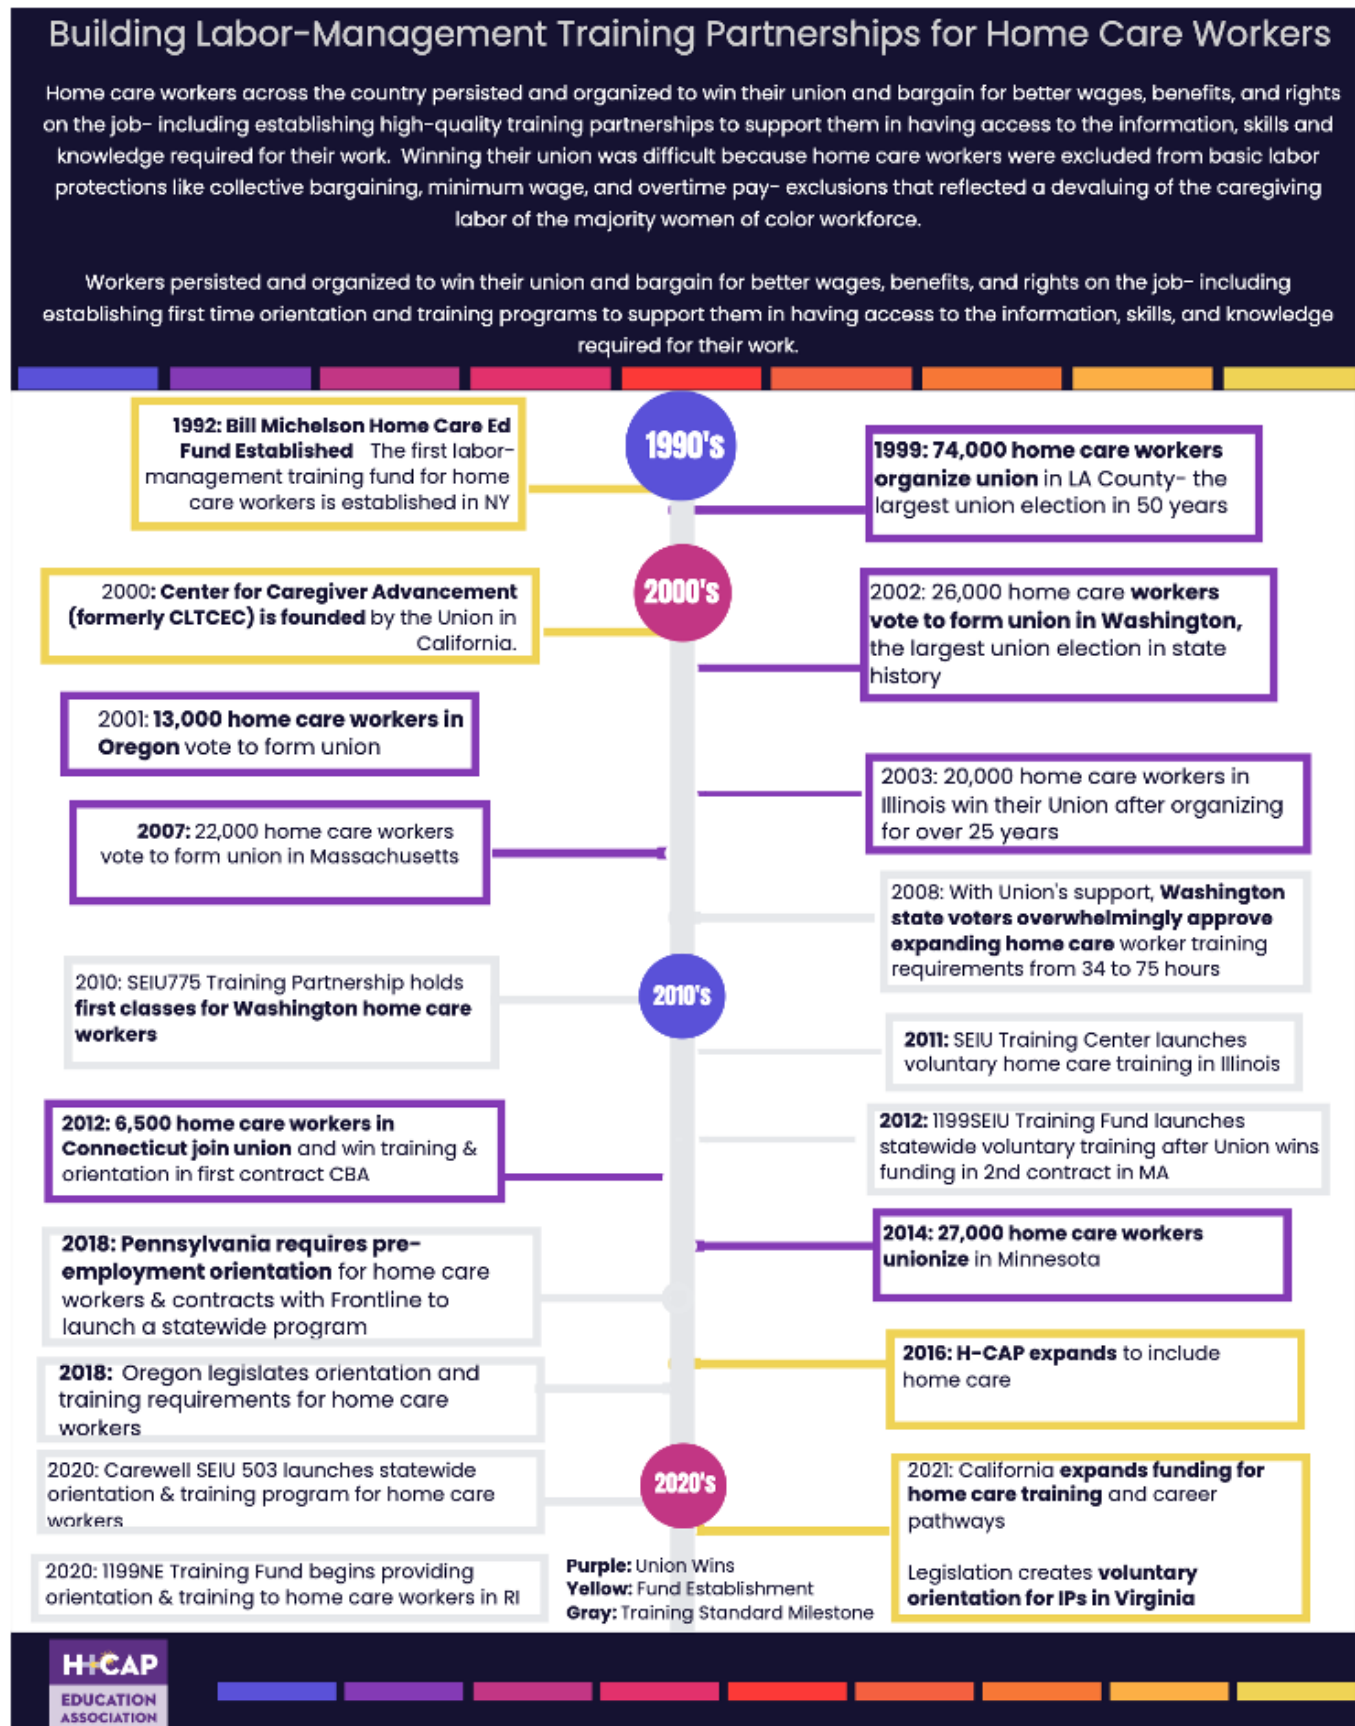 Building Labor-Management Training Partnerships for Home Care Workers
Home care workers across the country persisted and organized to win their union and bargain for better wages, benefits, and rights
on the job- including establishing high-quality training partnerships to support them in having access to the information, skills and
knowledge required for their work. Winning their union was difficult because home care workers were excluded from basic labor
protections like collective bargaining, minimum wage, and overtime pay- exclusions that reflected a devaluing of the caregiving
labor of the majority women of color workforce.
Workers persisted and organized to win their union and bargain for better wages, benefits, and rights on the job- including
establishing first time orientation and training programs to support them in having access to the information, skills, and knowledge
required for their work.
1990's
1992: Bill Michelson Home Care Ed
Fund Established The first labor-
management training fund for home
care workers is established in NY
1999: 74,000 home care workers
organize union in LA County- the
largest union election in 50 years
2000's
2000: Center for Caregiver Advancement
(formerly CLTCEC) is founded by the Union in
California.
2002: 26,000 home care workers
vote to form union in Washington,
the largest union election in state
history
2001: 13,000 home care workers in
Oregon vote to form union
2003: 20,000 home care workers in
Illinois win their Union after organizing
for over 25 years
2007: 22,000 home care workers
vote to form union in Massachusetts
2008: With Union's support, Washington
state voters overwhelmingly approve
expanding home care worker training
requirements from 34 to 75 hours
2010's
2010: SEIU775 Training Partnership holds
first classes for Washington home care
workers
2011: SEIU Training Center launches
voluntary home care training in Illinois
2012: 6,500 home care workers in
Connecticut join union and win training &
orientation in first contract CBA
2012: 1199SEIU Training Fund launches
statewide voluntary training after Union wins
funding in 2nd contract in MA
2014: 27,000 home care workers
unionize in Minnesota
2018: Pennsylvania requires pre-
employment orientation for home care
workers & contracts with Frontline to
launch a statewide program
2016: H-CAP expands to include
home care
2018: Oregon legislates orientation and
training requirements for home care
workers
2020's
2020: Carewell SEIU 503 launches statewide
orientation & training program for home care
workers
2021: California expands funding for
home care training and career
pathways
Legislation creates voluntary
orientation for IPs in Virginia
2020: 1199NE Training Fund begins providing
orientation & training to home care workers in RI
Purple: Union Wins
Yellow: Fund Establishment
Gray: Training Standard Milestone
H-CAP
EDUCATION
ASSOCIATION